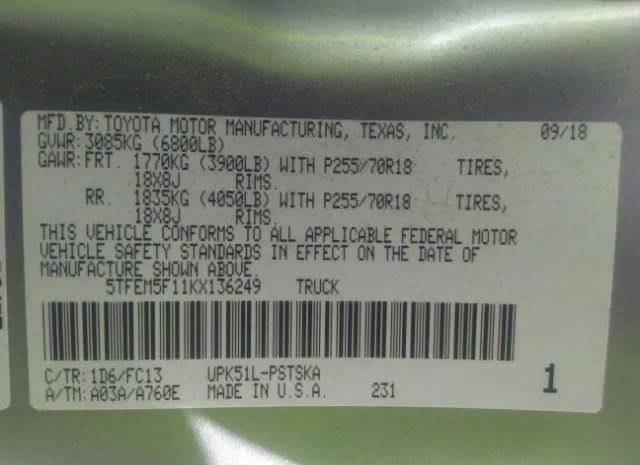 MFD.BY: TOYOTA MOTOR MANUFACTURING, TEXAS, INC. 09/18
GVWR: 3085KG (6800LB)
GAWR: FRT. 1770KG (3900LB) WITH P255/70R18 TIRES,
18X8J RIMS.
RR. 1835KG (4050LB) WITH P255/70R18 TIRES,
18X8J RIMS.
THIS VEHICLE CONFORMS TO ALL APPLICABLE FEDERAL MOTOR
VEHICLE SAFETY STANDARDS IN EFFECT ON THE DATE OF
MANUFACTURE SHOWN ABOVE.
5TFEM5F11KX136249 TRUCK
C/TR: 1D6/FC13 UPK51L-PSTSKA
A/TM: A03A/A760E MADE IN U.S.A. 231 1